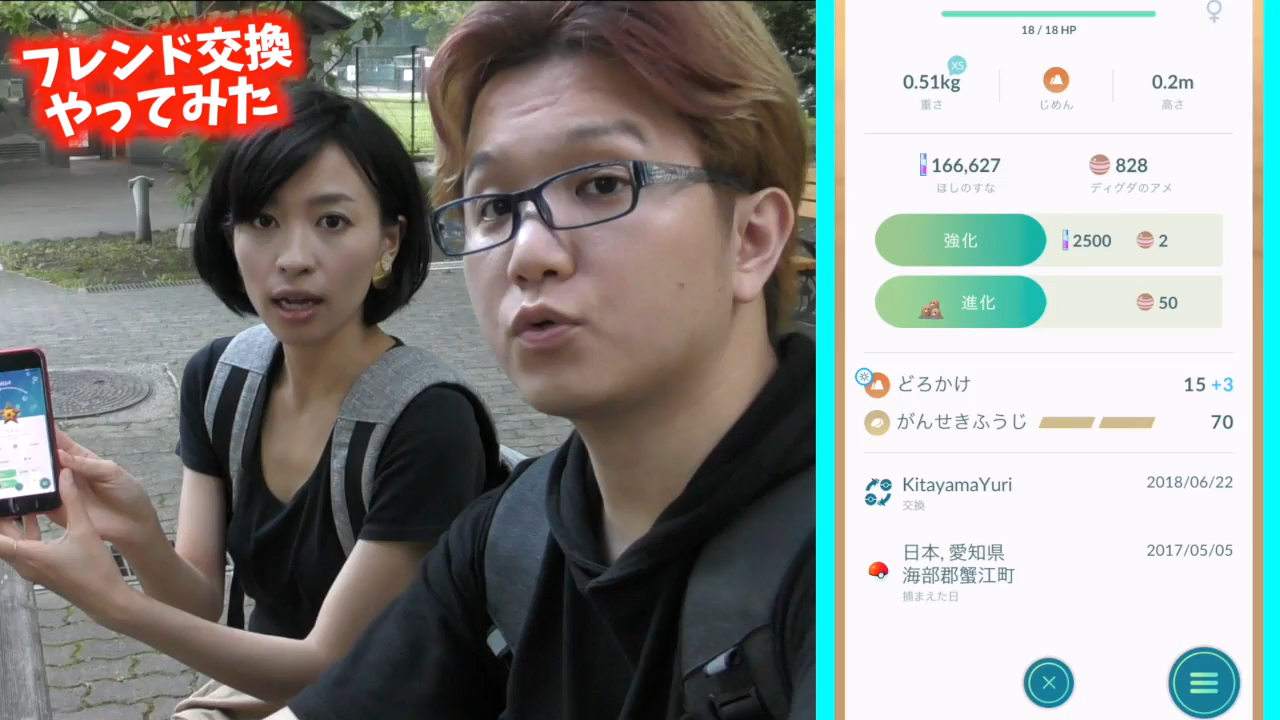 フレンド交換
やってみた
18 / 18 HP
XS
0.51kg
0.2m
重さ
じめん
高さ
166,627
828
ほしのすな
ディグダのアメ
強化
2500
2
進化
50
どろかけ
15 +3
がんせきふうじ
70
KitayamaYuri
2018/06/22
交換
日本, 愛知県
2017/05/05
海部郡蟹江町
捕まえた日